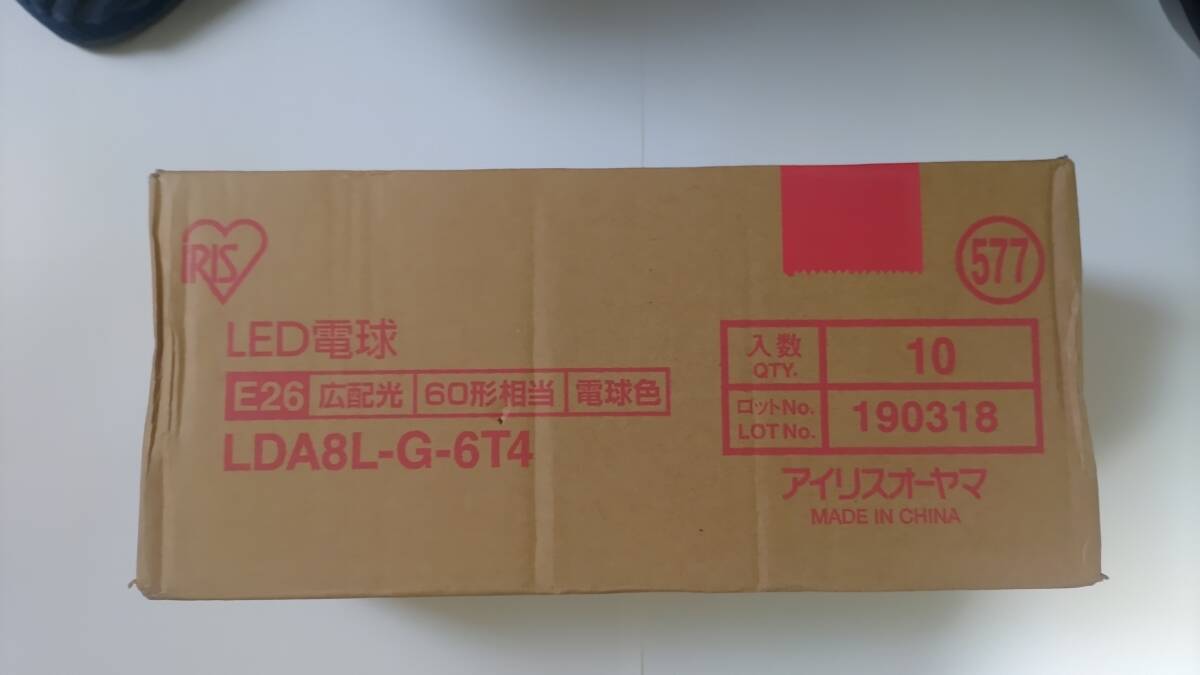 IRIS
577
LED電球
E26 広配光 60形相当 電球色
LDA8L-G-6T4
入数 QTY. 10
ロットNo. LOT No. 190318
アイリスオーヤマ
MADE IN CHINA